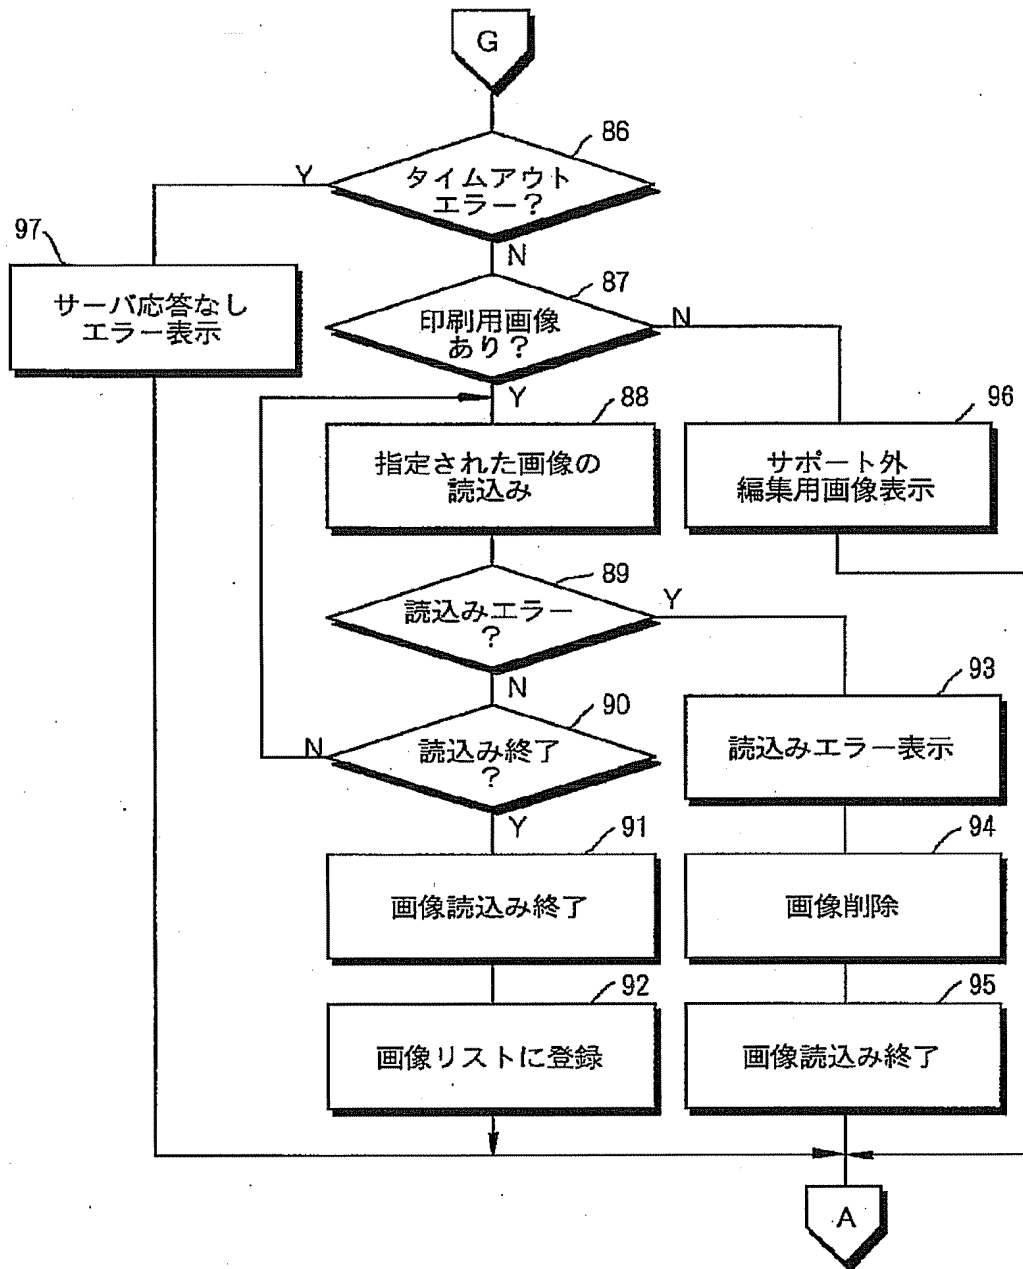 G
86
タイムアウト
エラー?
Y
N
97
サーバ応答なし
エラー表示
87
印刷用画像
あり?
N
Y
88
指定された画像の
読込み
96
サポート外
編集用画像表示
89
読込みエラー
?
Y
N
90
読込み終了
?
N
Y
93
読込みエラー表示
91
画像読込み終了
94
画像削除
92
画像リストに登録
95
画像読込み終了
A